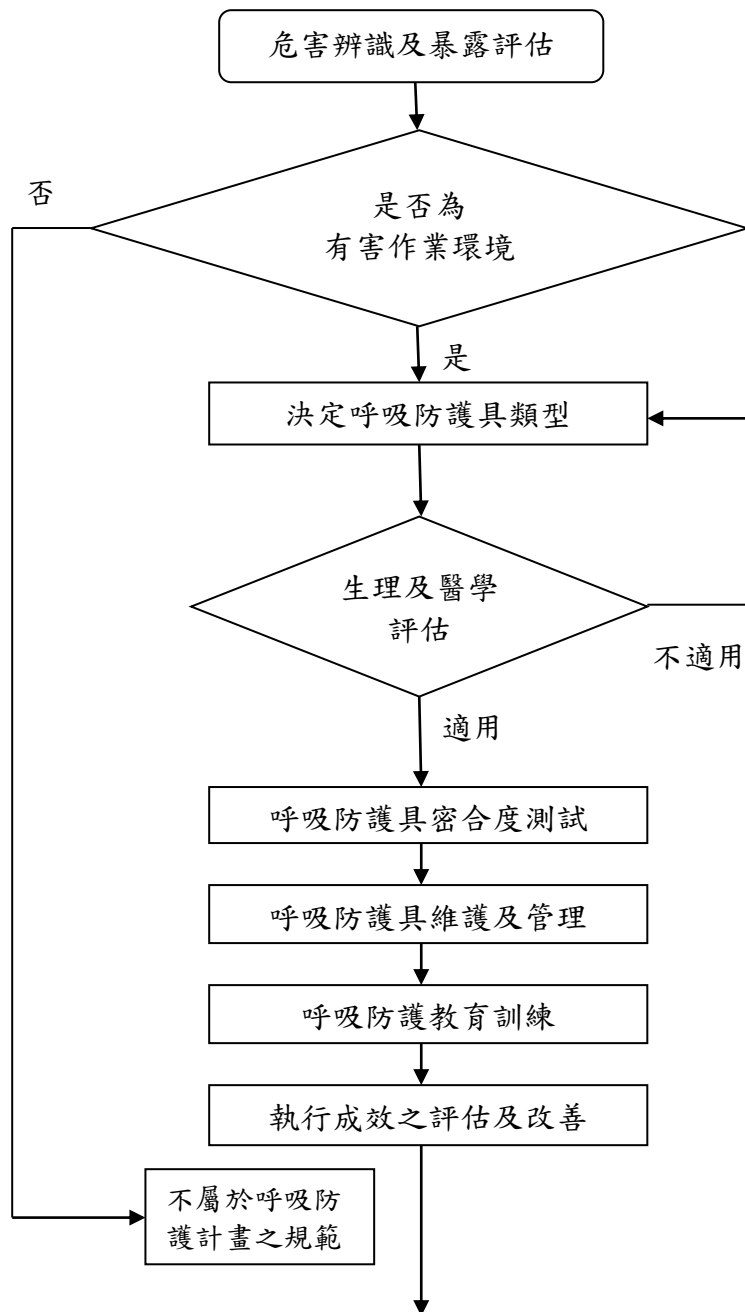 危害辨識及暴露評估
否
是否為
有害作業環境
是
決定呼吸防護具類型
生理及醫學
評估
不適用
適用
呼吸防護具密合度測試
呼吸防護具維護及管理
呼吸防護教育訓練
執行成效之評估及改善
不屬於呼吸防
護計畫之規範